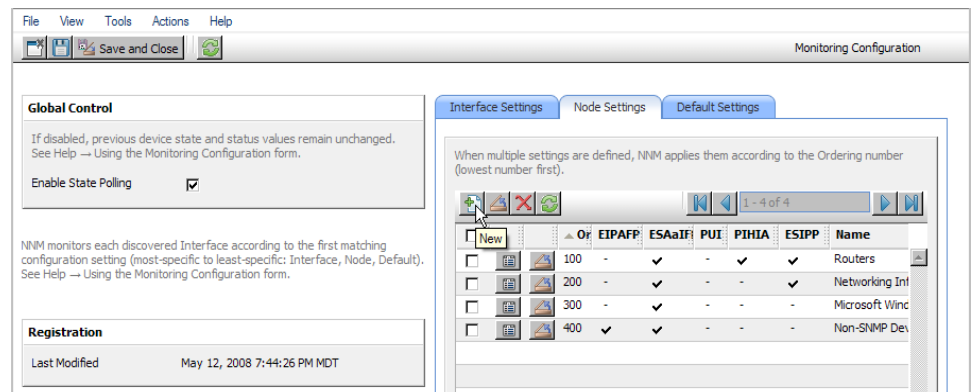 File View Tools Actions Help
Save and Close
Monitoring Configuration
Global Control
If disabled, previous device state and status values remain unchanged.
See Help → Using the Monitoring Configuration form.
Enable State Polling
NNM monitors each discovered Interface according to the first matching
configuration setting (most-specific to least-specific: Interface, Node, Default).
See Help → Using the Monitoring Configuration form.
Registration
Last Modified May 12, 2008 7:44:26 PM MDT
Interface Settings Node Settings Default Settings
When multiple settings are defined, NNM applies them according to the Ordering number
(lowest number first).
1 - 4 of 4
New
Or EIPAFP ESAaIF PUI PIHIA ESIPP Name
100 - ✓ - ✓ ✓ Routers
200 - ✓ - - ✓ Networking Inf
300 - ✓ - - - Microsoft Wind
400 ✓ ✓ - - - Non-SNMP Dev